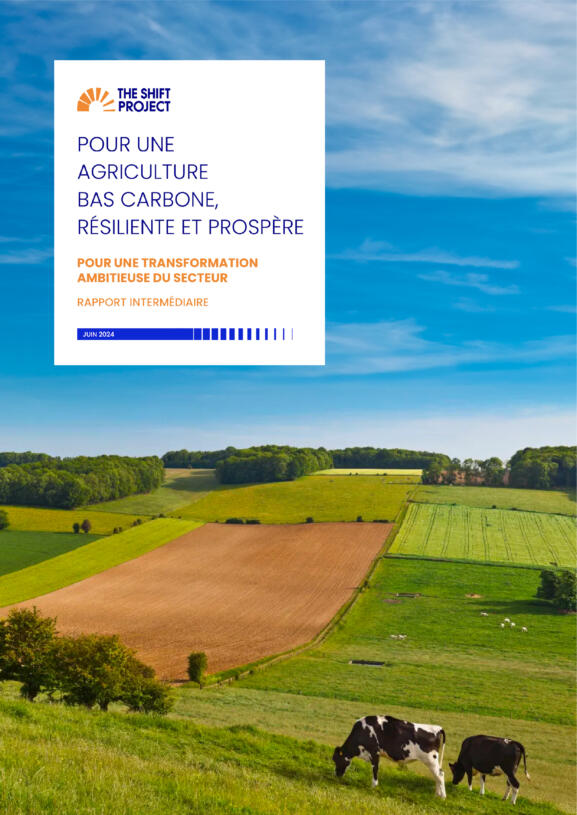 THE SHIFT
PROJECT
POUR UNE
AGRICULTURE
BAS CARBONE,
RÉSILIENTE ET PROSPÈRE
POUR UNE TRANSFORMATION
AMBITIEUSE DU SECTEUR
RAPPORT INTERMÉDIAIRE
JUIN 2024